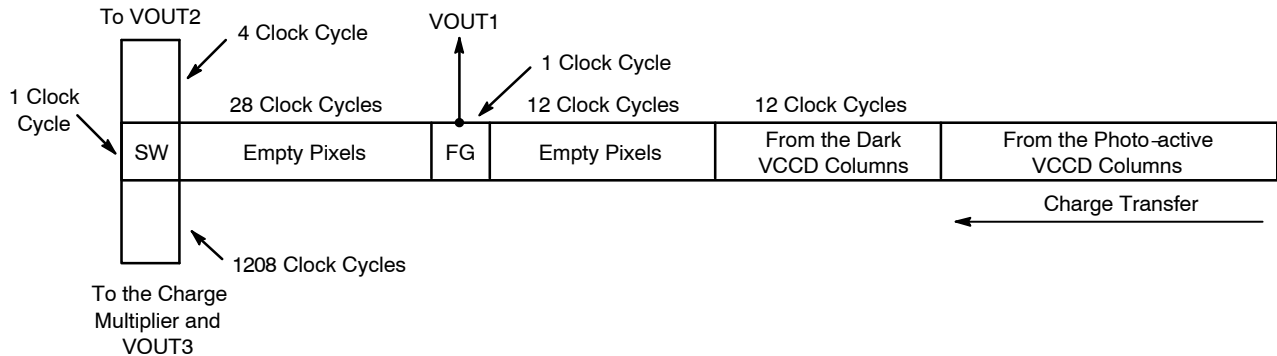 To VOUT2
4 Clock Cycle
VOUT1
1 Clock Cycle
1 Clock
Cycle
28 Clock Cycles
12 Clock Cycles
12 Clock Cycles
SW
Empty Pixels
FG
Empty Pixels
From the Dark
VCCD Columns
From the Photo-active
VCCD Columns
Charge Transfer
1208 Clock Cycles
To the Charge
Multiplier and
VOUT3